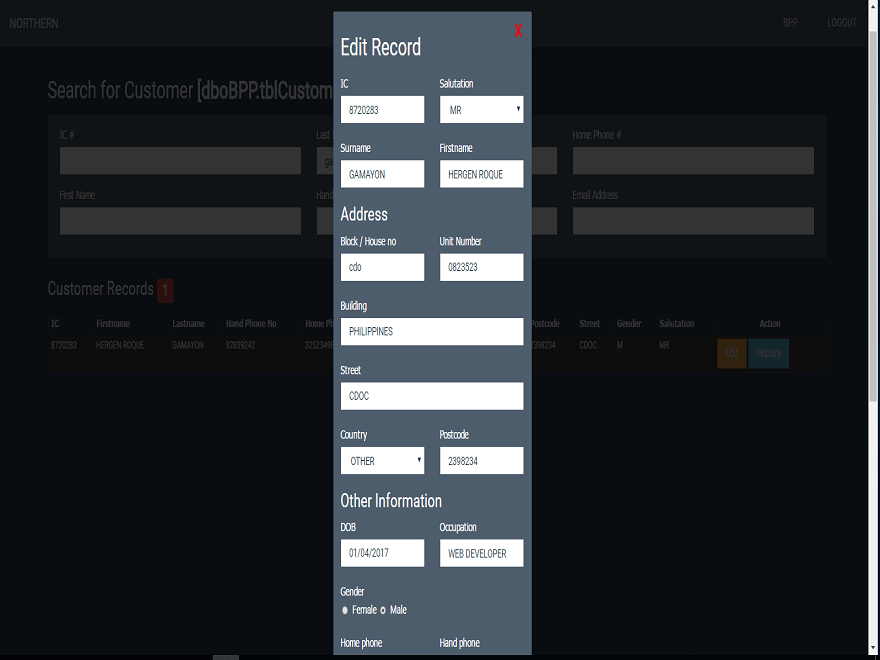 NORTHERN
BPP LOGOUT
Search for Customer [dboBPP.tblCustom
IC # Last Home Phone #
ge
First Name Hand Email Address
Customer Records 1
IC Firstname Lastname Hand Phone No Home Ph Postcode Street Gender Salutation Action
8720283 HERGEN ROQUE GAMAYON 92839242 32523498 2398234 CDOC M MR Edit History
X
Edit Record
IC Salutation
8720283 MR
Surname Firstname
GAMAYON HERGEN ROQUE
Address
Block / House no Unit Number
cdo 0823523
Building
PHILIPPINES
Street
CDOC
Country Postcode
OTHER 2398234
Other Information
DOB Occupation
01/04/2017 WEB DEVELOPER
Gender
Female Male
Home phone Hand phone